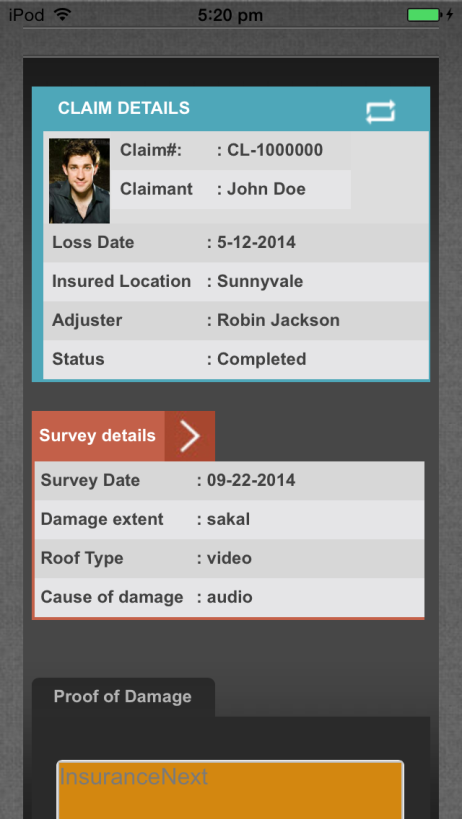 iPod 5:20 pm
CLAIM DETAILS
Claim#: : CL-1000000
Claimant : John Doe
Loss Date : 5-12-2014
Insured Location : Sunnyvale
Adjuster : Robin Jackson
Status : Completed
Survey details
Survey Date : 09-22-2014
Damage extent : sakal
Roof Type : video
Cause of damage : audio
Proof of Damage
InsuranceNext